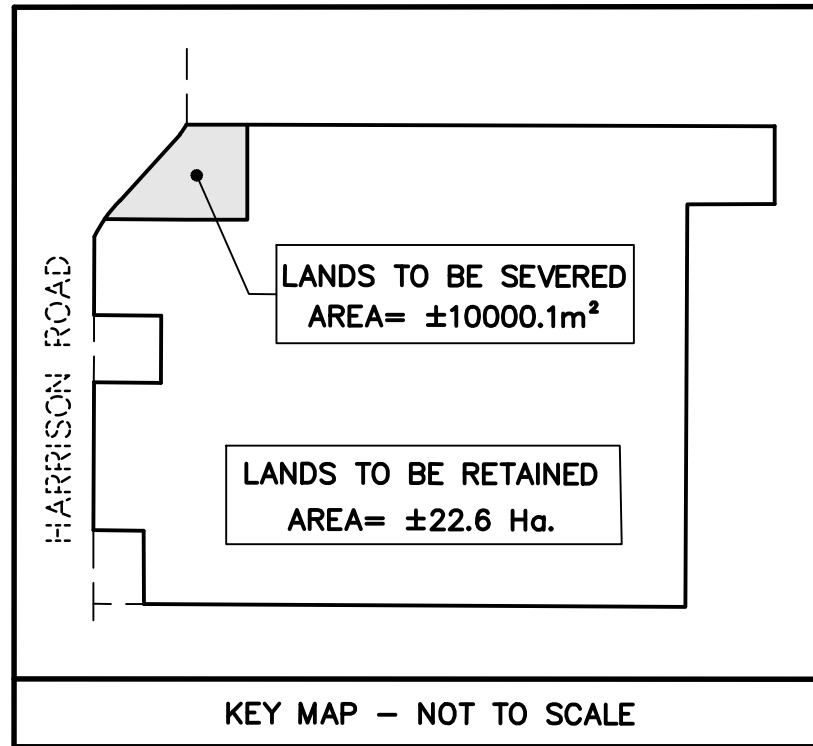 LANDS TO BE SEVERED
AREA= ±10000.1m²
HARRISON ROAD
LANDS TO BE RETAINED
AREA= ±22.6 Ha.
KEY MAP – NOT TO SCALE